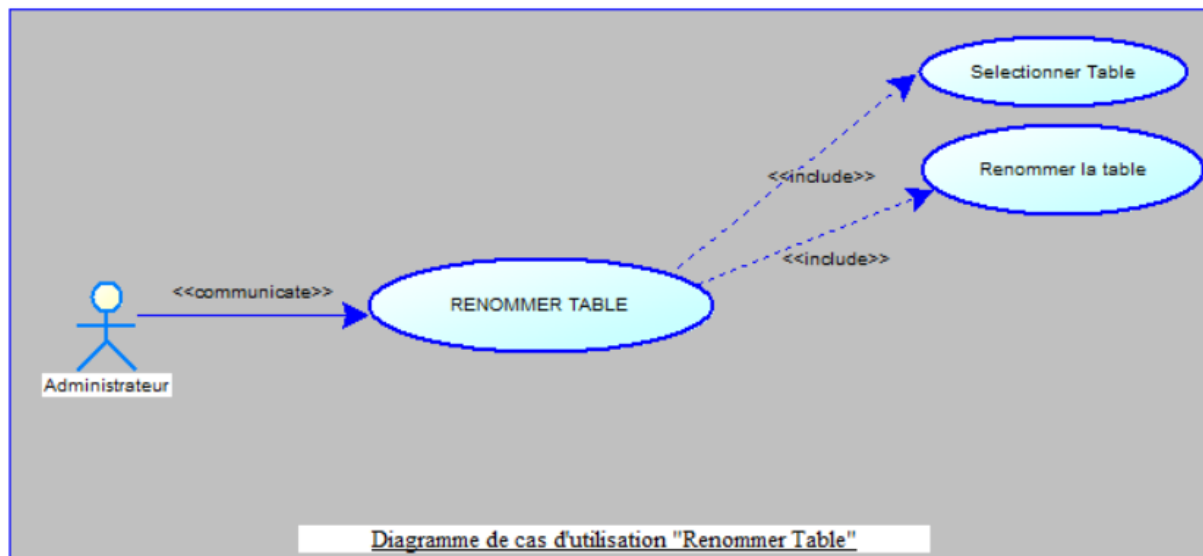 Selectionner Table
Renommer la table
<<include>>
<<include>>
<<communicate>>
RENOMMER TABLE
Administrateur
Diagramme de cas d'utilisation "Renommer Table"